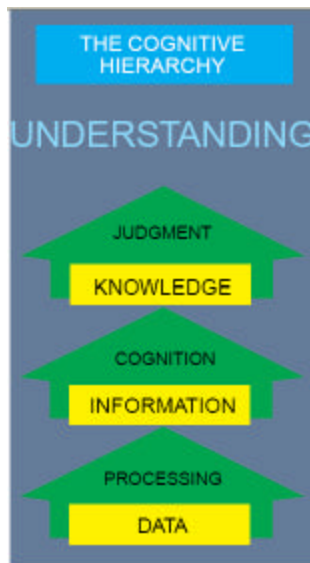 THE COGNITIVE
HIERARCHY
UNDERSTANDING
JUDGMENT
KNOWLEDGE
COGNITION
INFORMATION
PROCESSING
DATA